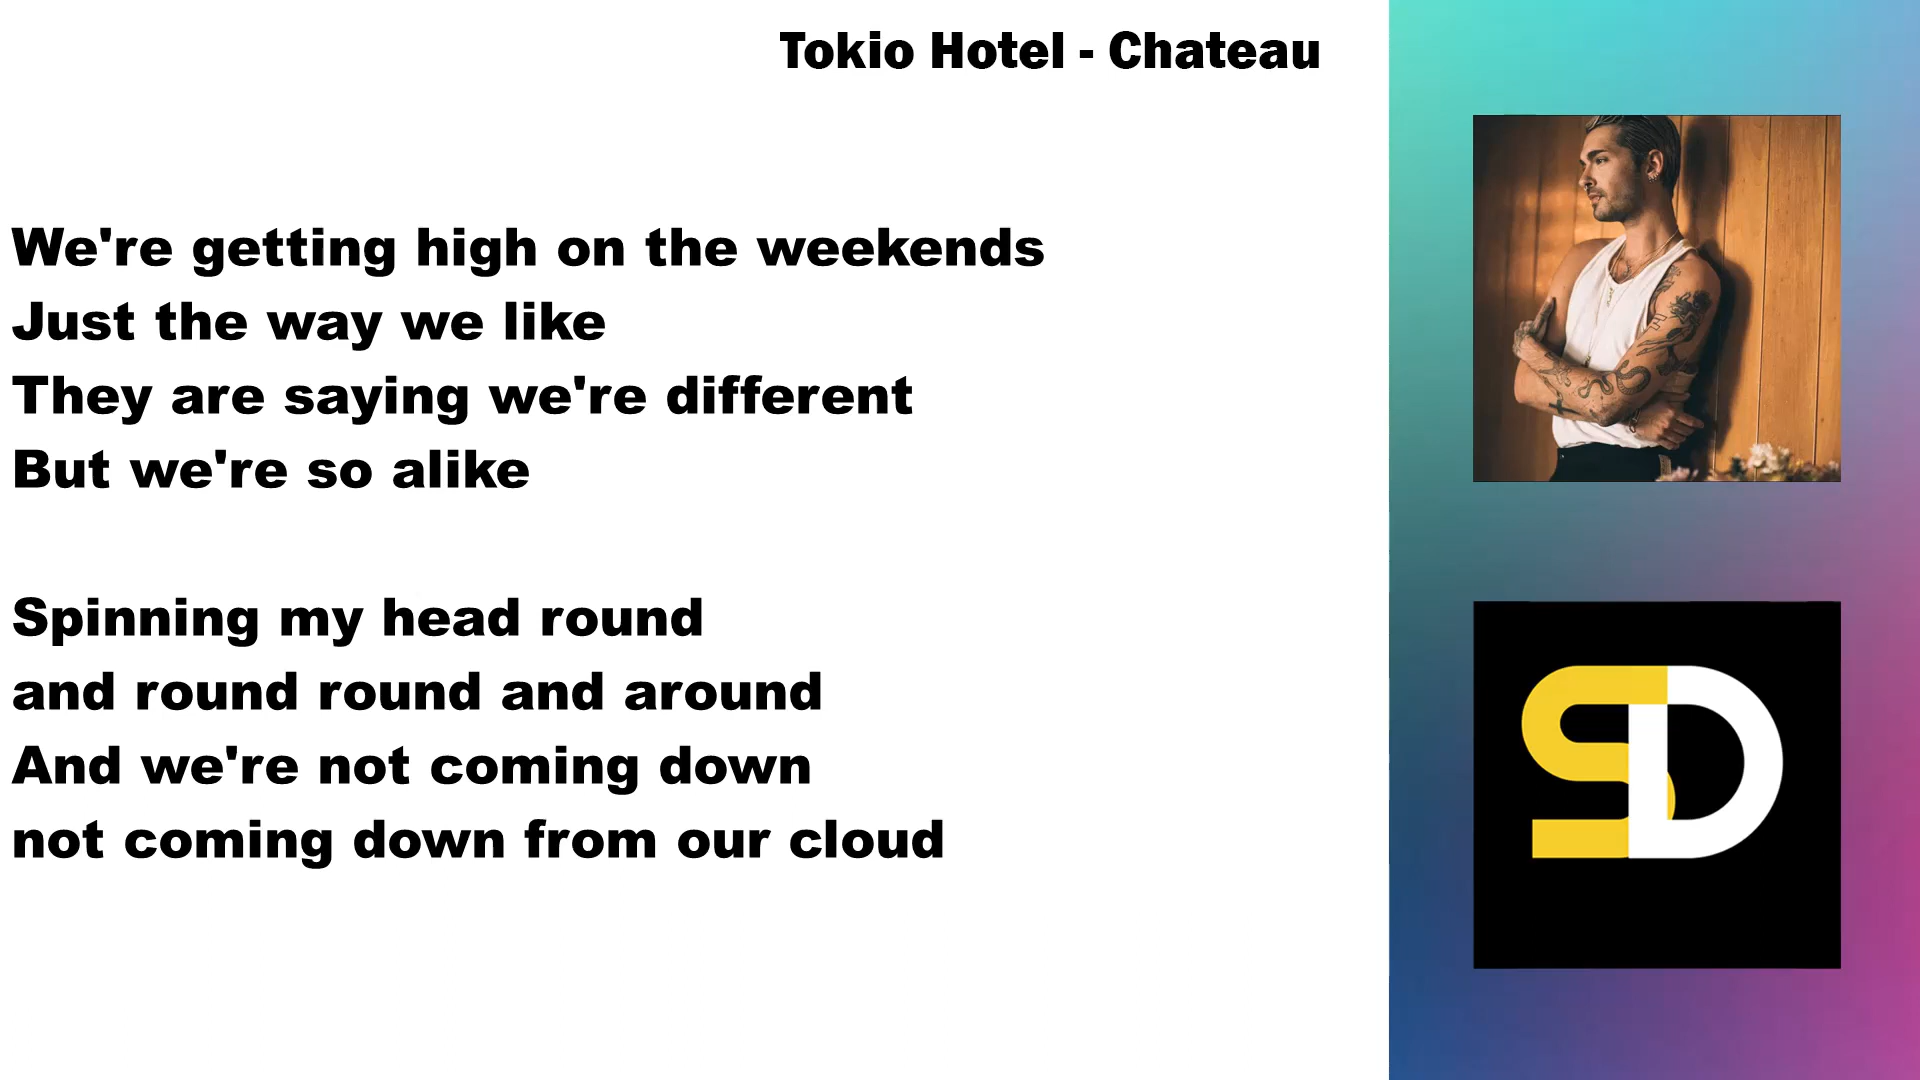 Tokio Hotel - Chateau
We're getting high on the weekends
Just the way we like
They are saying we're different
But we're so alike
Spinning my head round
and round round and around
And we're not coming down
not coming down from our cloud
SD